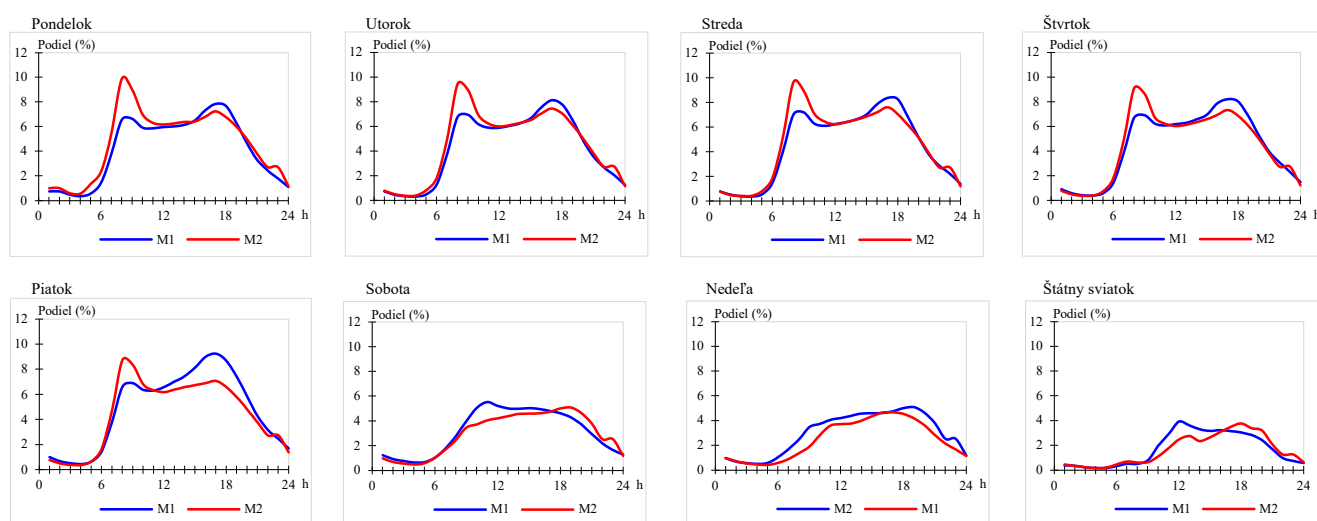 Pondelok
Podiel (%)
12
10
8
6
4
2
0
0 6 12 18 24 h
M1 M2
Utorok
Podiel (%)
12
10
8
6
4
2
0
0 6 12 18 24 h
M1 M2
Streda
Podiel (%)
12
10
8
6
4
2
0
0 6 12 18 24 h
M1 M2
Štvrtok
Podiel (%)
12
10
8
6
4
2
0
0 6 12 18 24 h
M1 M2
Piatok
Podiel (%)
12
10
8
6
4
2
0
0 6 12 18 24 h
M1 M2
Sobota
Podiel (%)
12
10
8
6
4
2
0
0 6 12 18 24 h
M1 M2
Nedeľa
Podiel (%)
12
10
8
6
4
2
0
0 6 12 18 24 h
M2 M1
Štátny sviatok
Podiel (%)
12
10
8
6
4
2
0
0 6 12 18 24 h
M1 M2